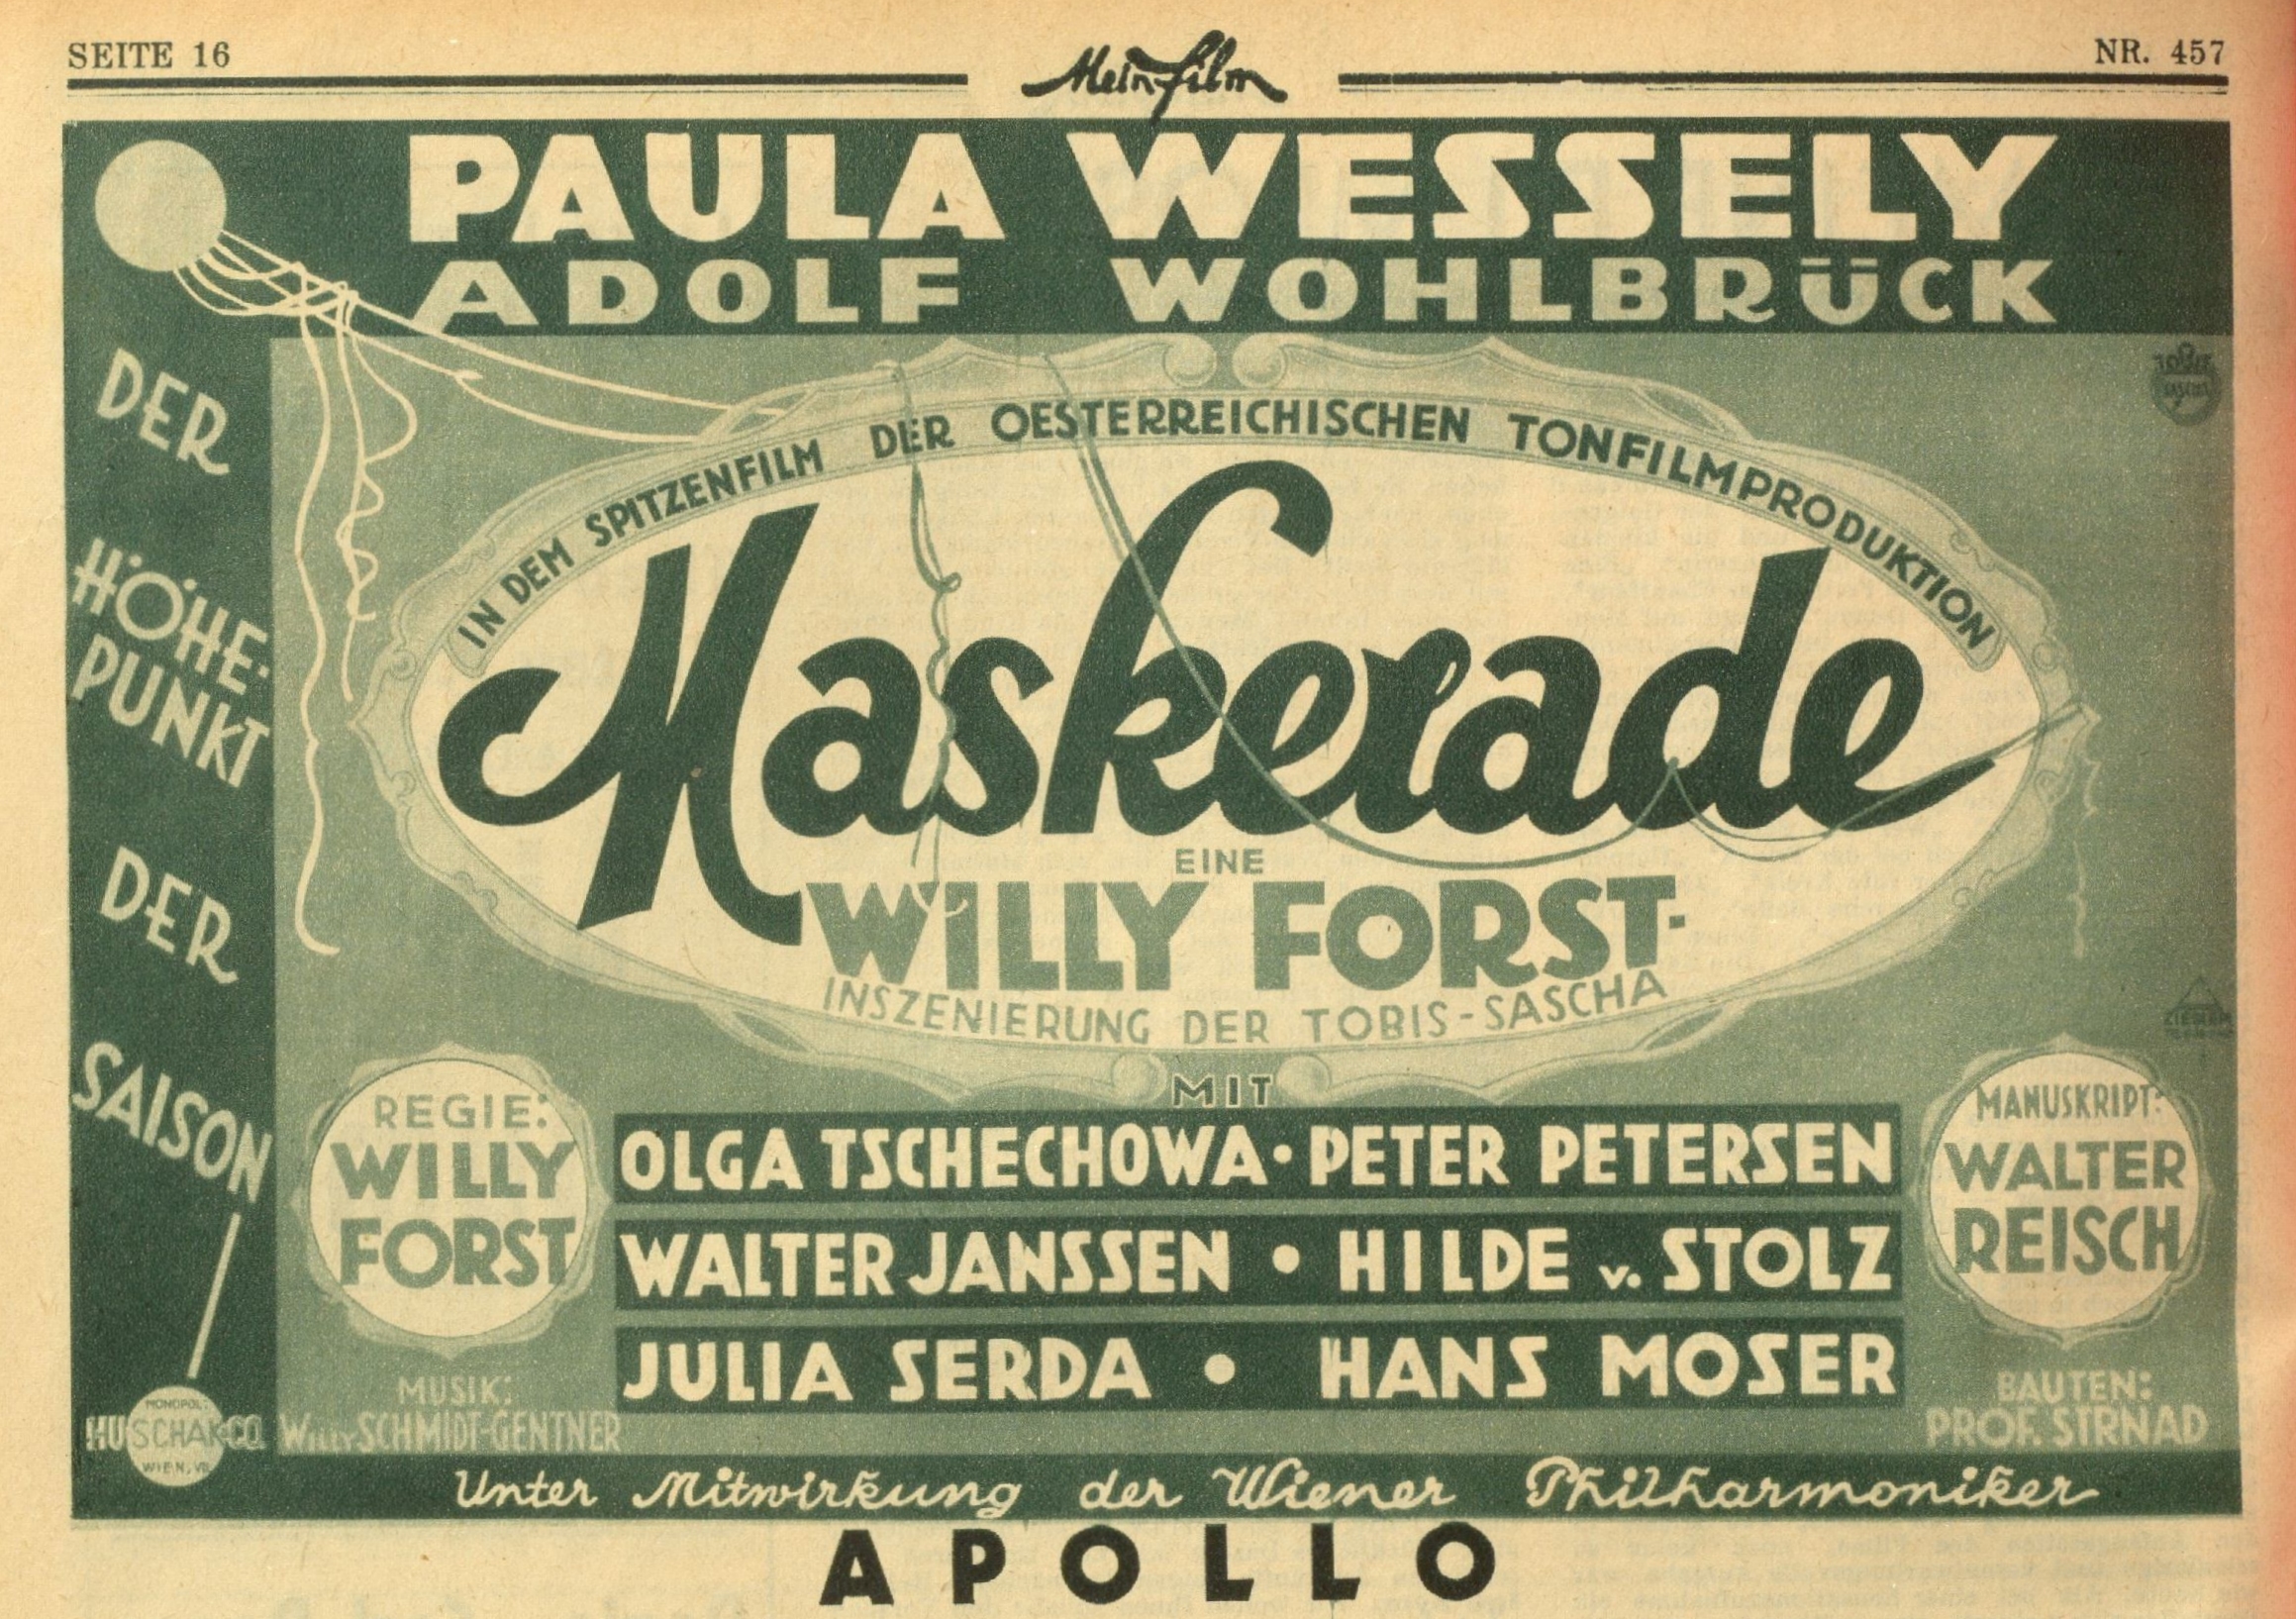 SEITE 16
Mein Film
NR. 457
PAULA WESSELY
ADOLF WOHLBRÜCK
DER
HÖHE-
PUNKT
DER
SAISON
TOBIS
SASCHA
IN DEM SPITZENFILM DER OESTERREICHISCHEN TONFILMPRODUKTION
Maskerade
EINE
WILLY FORST-
INSZENIERUNG DER TOBIS-SASCHA
MIT
OLGA TSCHECHOWA • PETER PETERSEN
WALTER JANSSEN • HILDE v. STOLZ
JULIA SERDA • HANS MOSER
REGIE:
WILLY
FORST
MUSIK:
WILLY SCHMIDT-GENTNER
MANUSKRIPT:
WALTER
REISCH
BAUTEN:
PROF. STRNAD
MONOPOL:
HUSCHAK & CO.
WIEN, VII.
Unter Mitwirkung der Wiener Philharmoniker
APOLLO